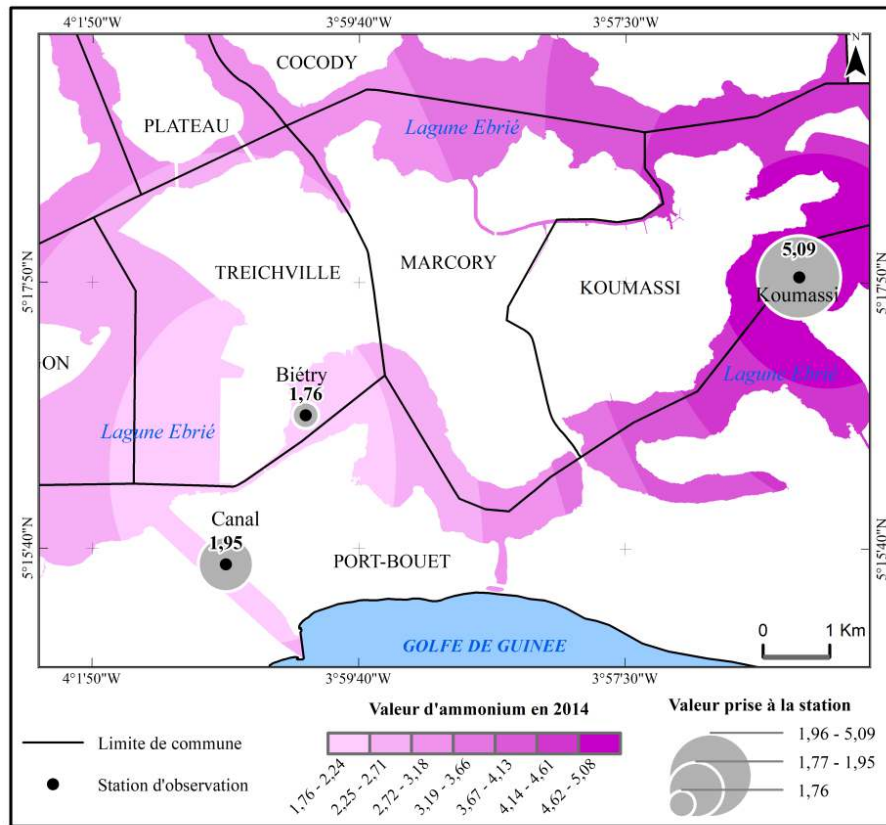 4°1'50"W 3°59'40"W 3°57'30"W
N
COCODY
PLATEAU
Lagune Ebrié
5°17'50"N
TREICHVILLE
MARCORY
KOUMASSI
5,09
Koumassi
5°17'50"N
ON
Biétry
1,76
Lagune Ebrié
Lagune Ebrié
Canal
1,95
5°15'40"N
PORT-BOUET
5°15'40"N
GOLFE DE GUINEE
0 1 Km
4°1'50"W 3°59'40"W 3°57'30"W
Limite de commune
Station d'observation
Valeur d'ammonium en 2014
1,76 - 2,24
2,25 - 2,71
2,72 - 3,18
3,19 - 3,66
3,67 - 4,13
4,14 - 4,61
4,62 - 5,08
Valeur prise à la station
1,96 - 5,09
1,77 - 1,95
1,76